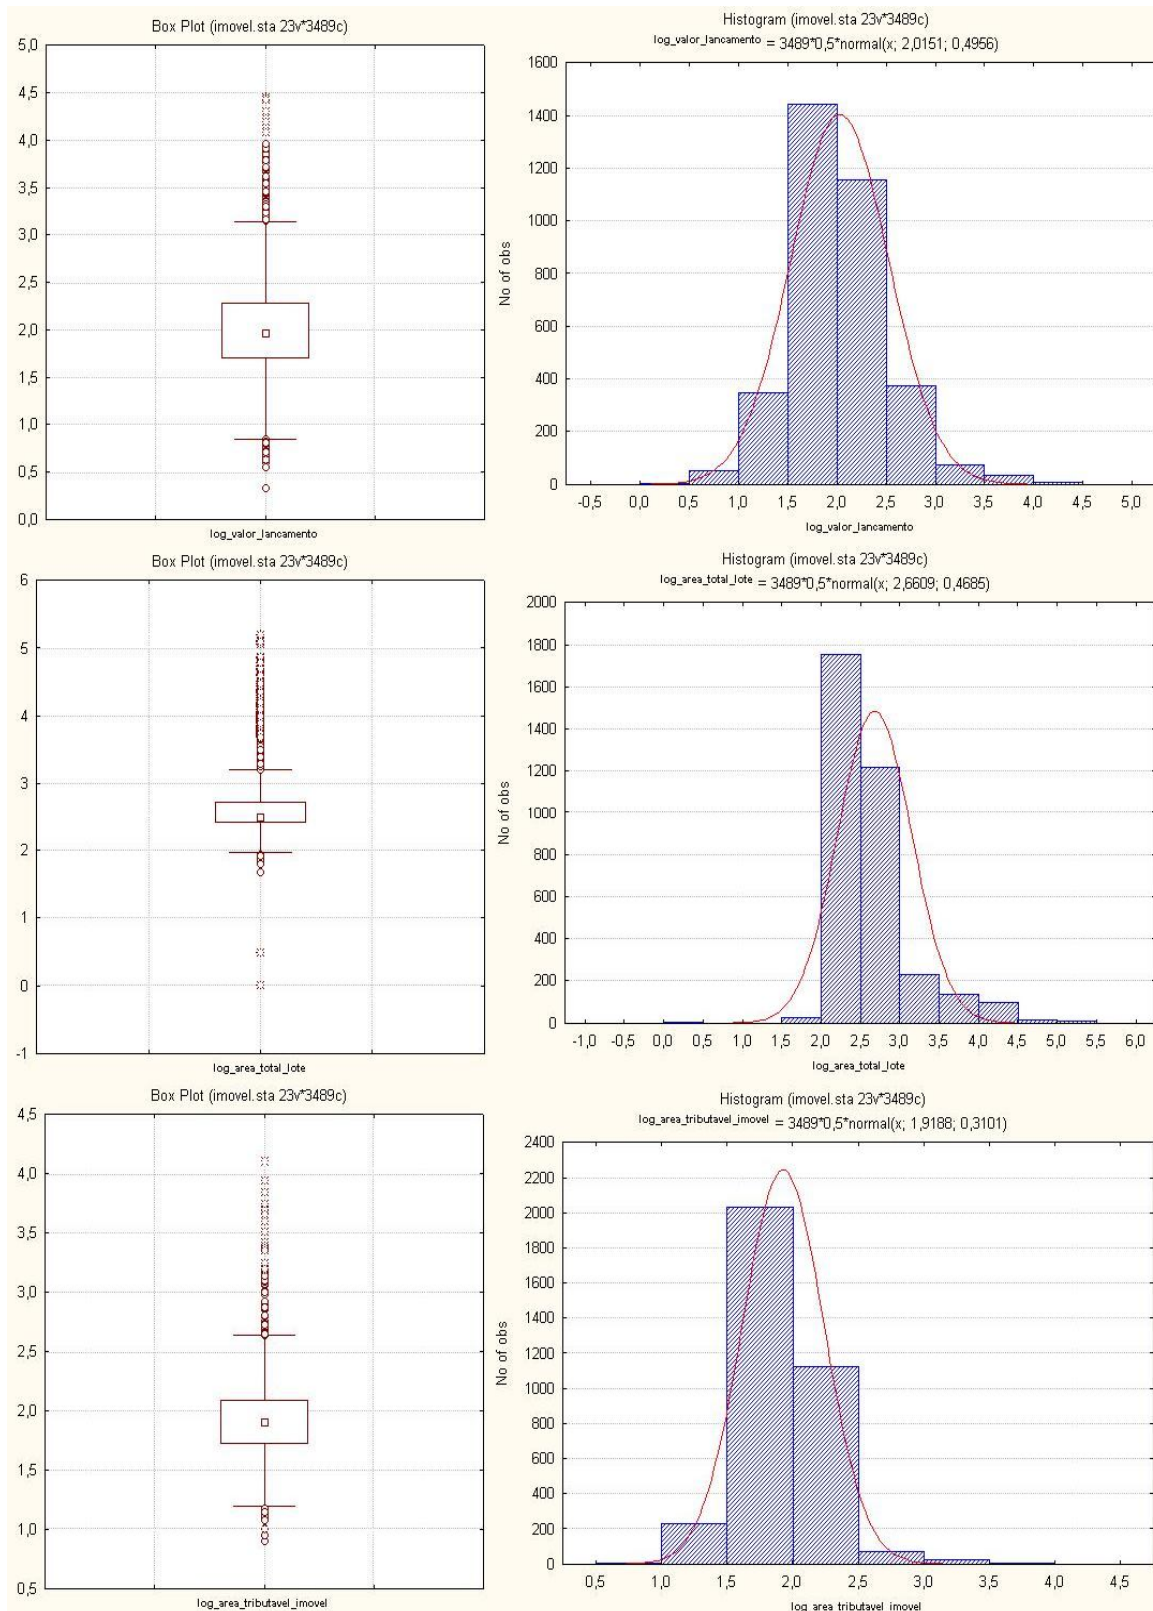 Box Plot (imovel.sta 23v*3489c)
5,0
4,5
4,0
3,5
3,0
2,5
2,0
1,5
1,0
0,5
0,0
log_valor_lancamento
Histogram (imovel.sta 23v*3489c)
log_valor_lancamento = 3489*0,5*normal(x; 2,0151; 0,4956)
No of obs
1600
1400
1200
1000
800
600
400
200
0
-0,5 0,0 0,5 1,0 1,5 2,0 2,5 3,0 3,5 4,0 4,5 5,0
log_valor_lancamento
Box Plot (imovel.sta 23v*3489c)
6
5
4
3
2
1
0
-1
log_area_total_lote
Histogram (imovel.sta 23v*3489c)
log_area_total_lote = 3489*0,5*normal(x; 2,6609; 0,4685)
No of obs
2000
1800
1600
1400
1200
1000
800
600
400
200
0
-1,0 -0,5 0,0 0,5 1,0 1,5 2,0 2,5 3,0 3,5 4,0 4,5 5,0 5,5 6,0
log_area_total_lote
Box Plot (imovel.sta 23v*3489c)
4,5
4,0
3,5
3,0
2,5
2,0
1,5
1,0
0,5
log_area_tributavel_imovel
Histogram (imovel.sta 23v*3489c)
log_area_tributavel_imovel = 3489*0,5*normal(x; 1,9188; 0,3101)
No of obs
2400
2200
2000
1800
1600
1400
1200
1000
800
600
400
200
0
0,5 1,0 1,5 2,0 2,5 3,0 3,5 4,0 4,5
log_area_tributavel_imovel